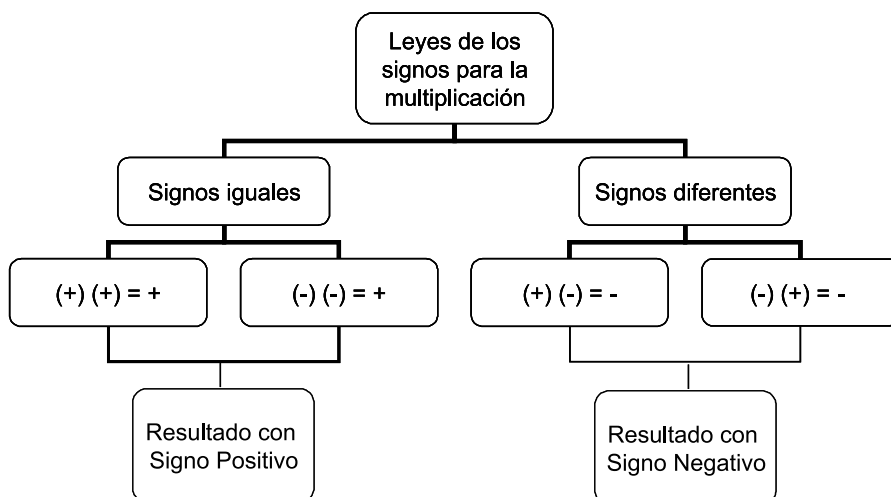 Leyes de los
signos para la
multiplicación
Signos iguales
Signos diferentes
(+) (+) = +
(-) (-) = +
(+) (-) = -
(-) (+) = -
Resultado con
Signo Positivo
Resultado con
Signo Negativo